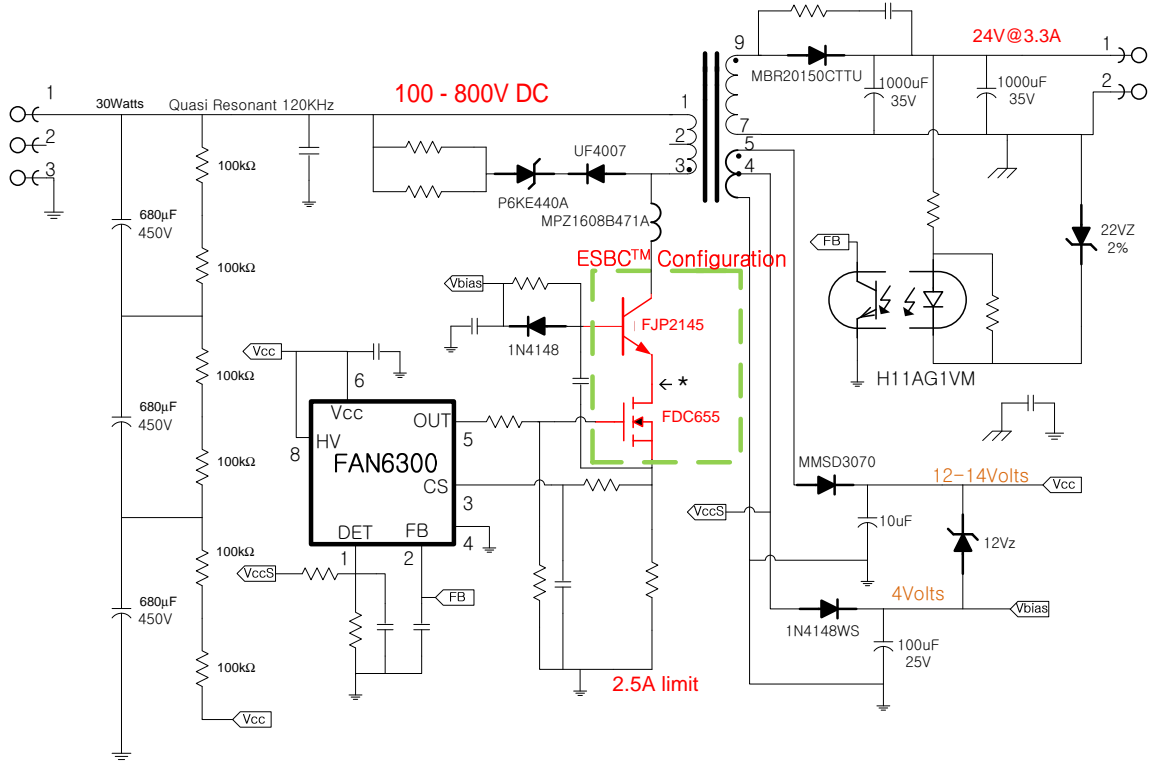 9
24V@3.3A
1
MBR20150CTTU
1000uF
35V
1000uF
35V
2
1
30Watts
Quasi Resonant 120KHz
100 - 800V DC
1
2
3
7
5
4
2
3
UF4007
P6KE440A
MPZ1608B471A
100kΩ
680µF
450V
100kΩ
FB
22VZ
2%
ESBC™ Configuration
Vbias
1N4148
FJP2145
H11AG1VM
Vcc
6
← *
100kΩ
680µF
450V
Vcc
HV
8
OUT
5
FAN6300
FDC655
100kΩ
CS
3
4
MMSD3070
12-14Volts
Vcc
VccS
10uF
12Vz
DET
1
FB
2
100kΩ
VccS
FB
680µF
450V
4Volts
Vbias
1N4148WS
100uF
25V
100kΩ
2.5A limit
Vcc